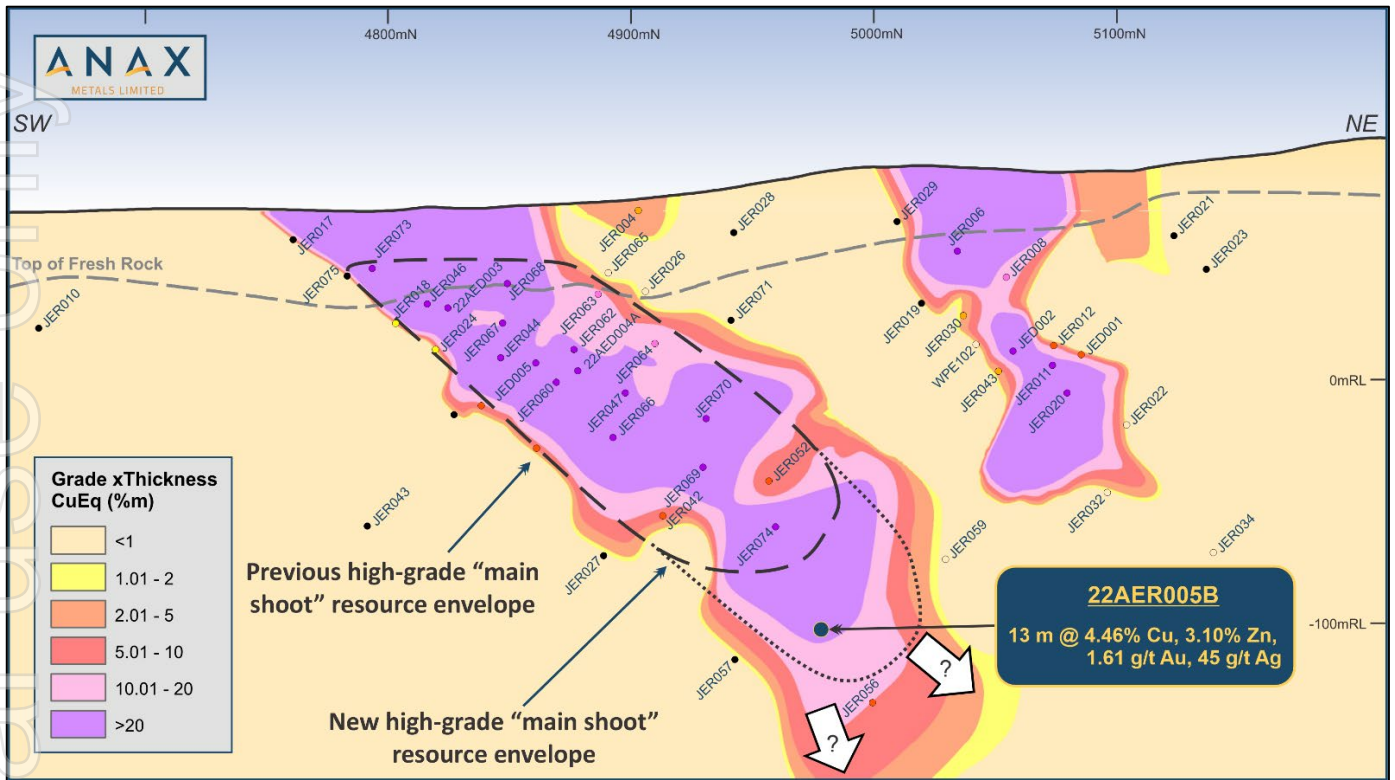 4800mN
4900mN
5000mN
5100mN
ANAX
METALS LIMITED
SW
NE
JER017
JER073
JER004
JER065
JER026
JER028
JER029
JER006
JER008
JER021
JER023
Top of Fresh Rock
JER010
JER075
JER018
JER046
22AED003
JER068
JER063
JER062
22AED004A
JER064
JER071
JER019
JER030
WPE102
JER043
JED002
JER012
JED001
JER011
JER020
JER022
0mRL
JER024
JER067
JER044
JED005
JER060
JER047
JER066
JER070
JER052
JER069
JER042
JER074
JER032
JER034
JER059
JER043
JER027
JER057
JER056
Grade xThickness
CuEq (%m)
<1
1.01 - 2
2.01 - 5
5.01 - 10
10.01 - 20
>20
Previous high-grade “main
shoot” resource envelope
New high-grade “main shoot”
resource envelope
22AER005B
13 m @ 4.46% Cu, 3.10% Zn,
1.61 g/t Au, 45 g/t Ag
-100mRL
?
?